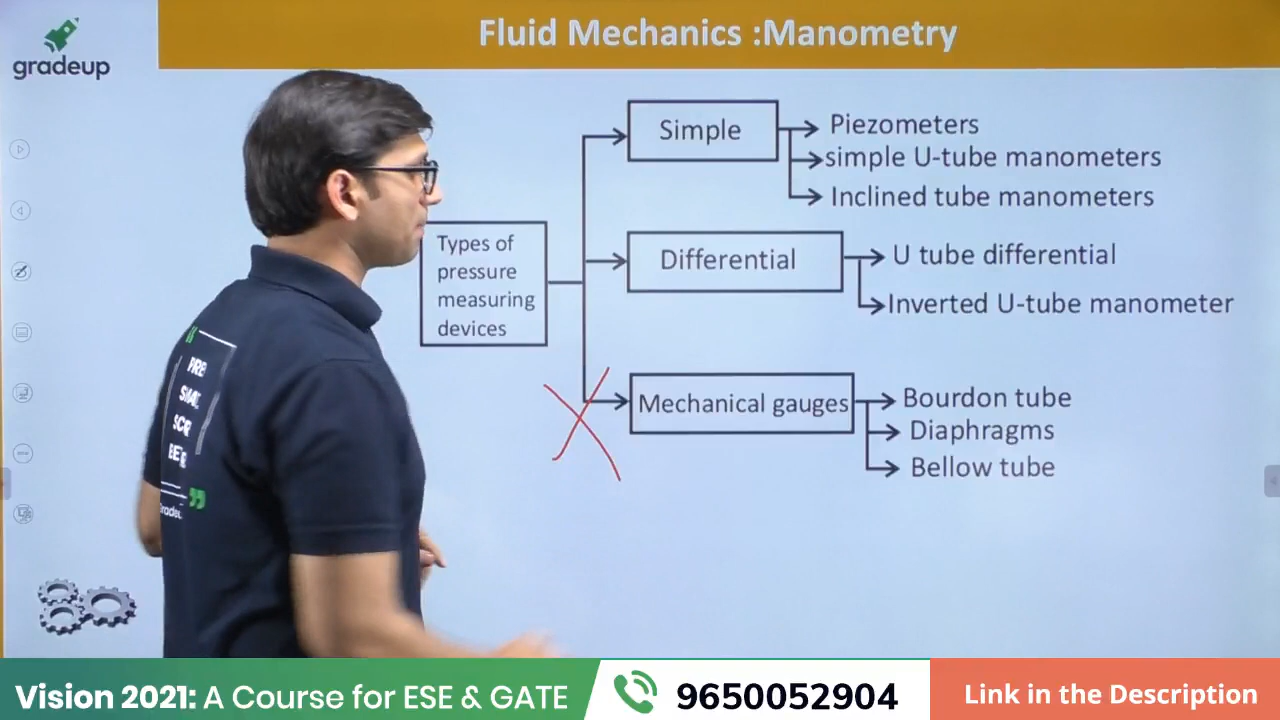 Fluid Mechanics :Manometry
gradeup
Simple
Piezometers
simple U-tube manometers
Inclined tube manometers
Types of
pressure
measuring
devices
Differential
U tube differential
Inverted U-tube manometer
Mechanical gauges
Bourdon tube
Diaphragms
Bellow tube
Vision 2021: A Course for ESE & GATE
9650052904
Link in the Description